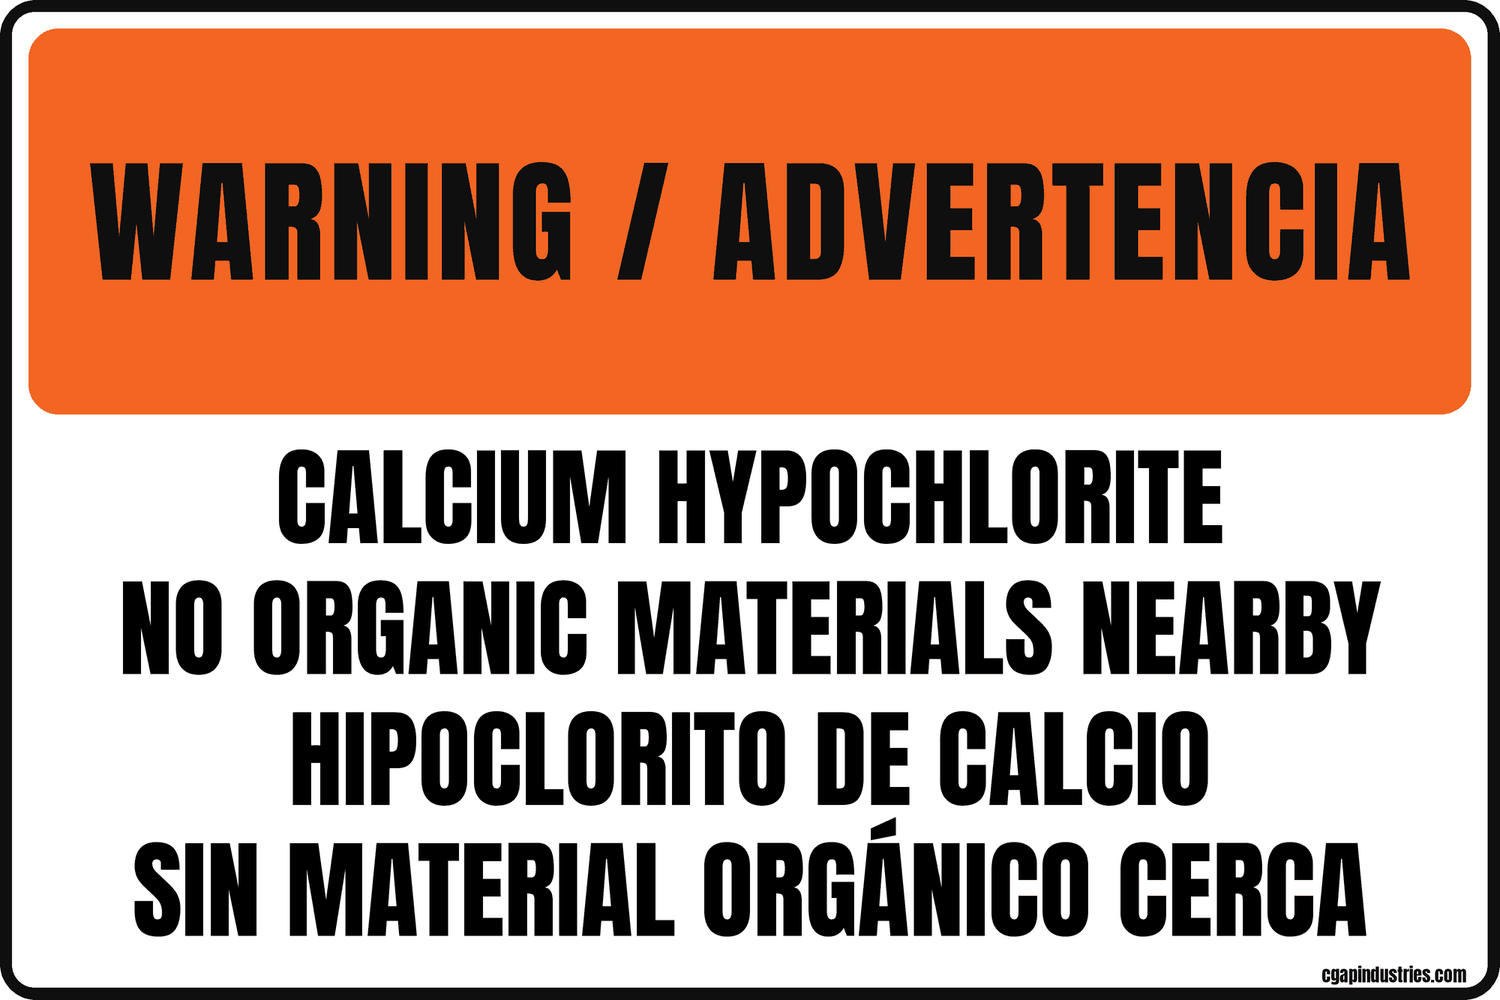 WARNING / ADVERTENCIA
CALCIUM HYPOCHLORITE
NO ORGANIC MATERIALS NEARBY
HIPOCLORITO DE CALCIO
SIN MATERIAL ORGÁNICO CERCA
cgapindustries.com